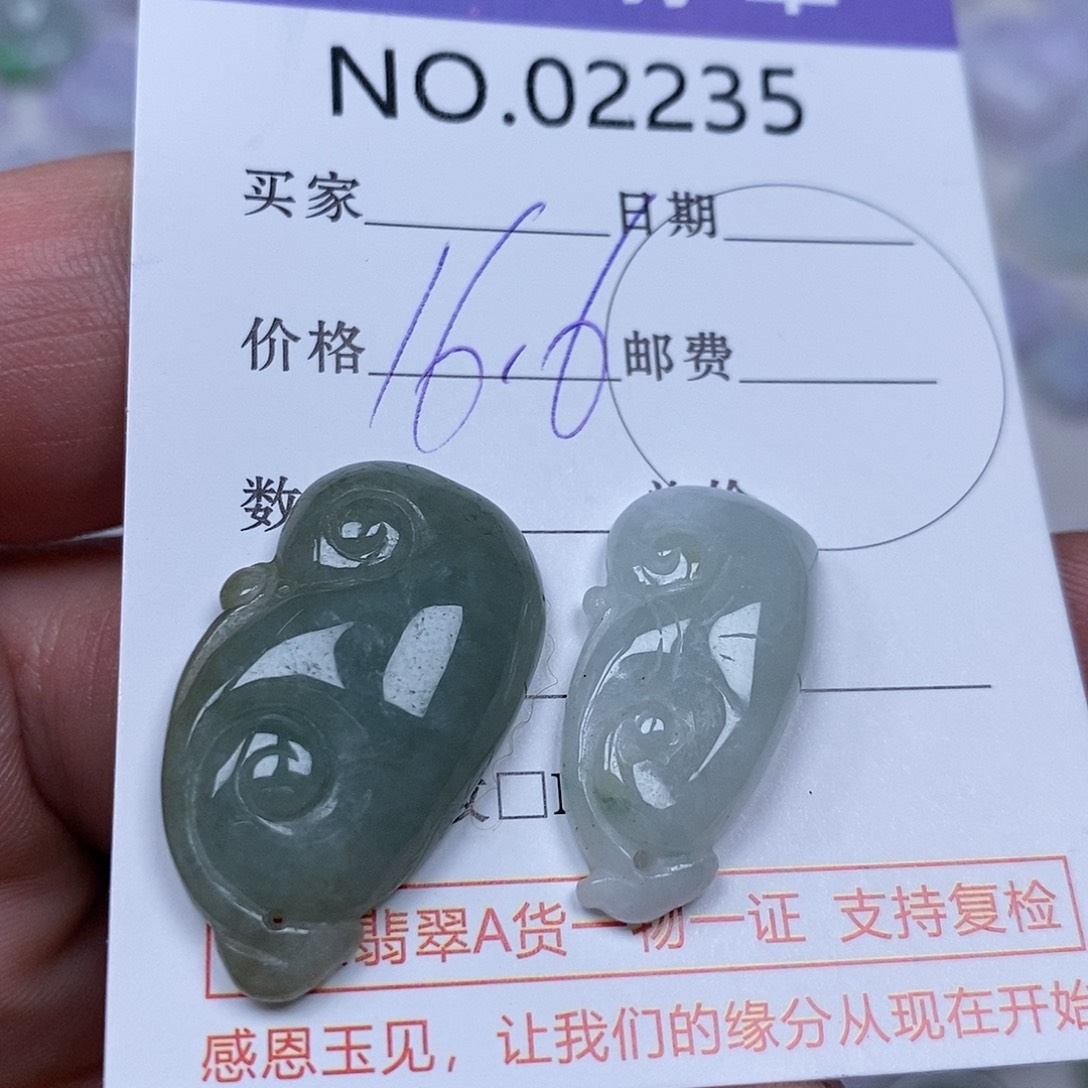 NO.02235
买家 日期
价格 16.6 邮费
数
翡翠A货一物一证 支持复检
感恩玉见，让我们的缘分从现在开始